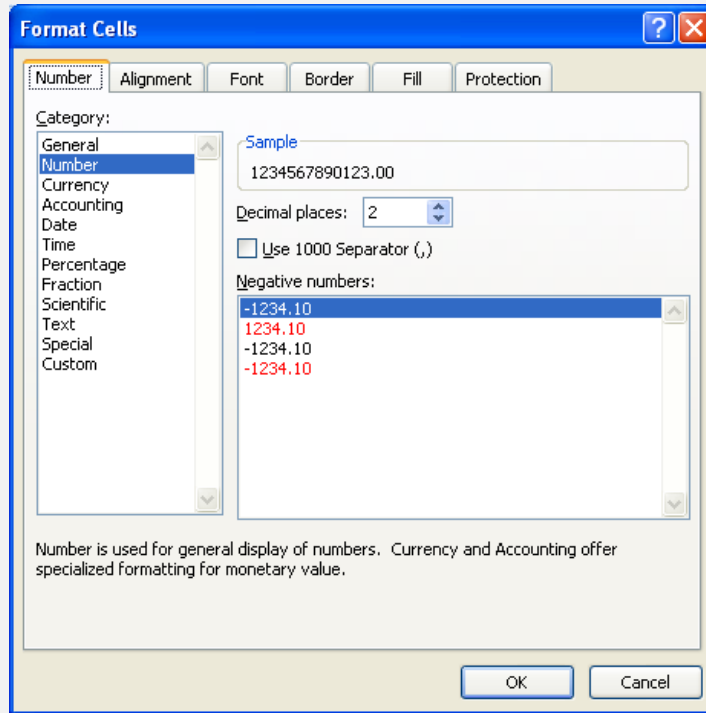 Format Cells
Number Alignment Font Border Fill Protection
Category:
General
Number
Currency
Accounting
Date
Time
Percentage
Fraction
Scientific
Text
Special
Custom
Sample
1234567890123.00
Decimal places: 2
Use 1000 Separator (,)
Negative numbers:
-1234.10
1234.10
-1234.10
-1234.10
Number is used for general display of numbers.  Currency and Accounting offer
specialized formatting for monetary value.
OK Cancel